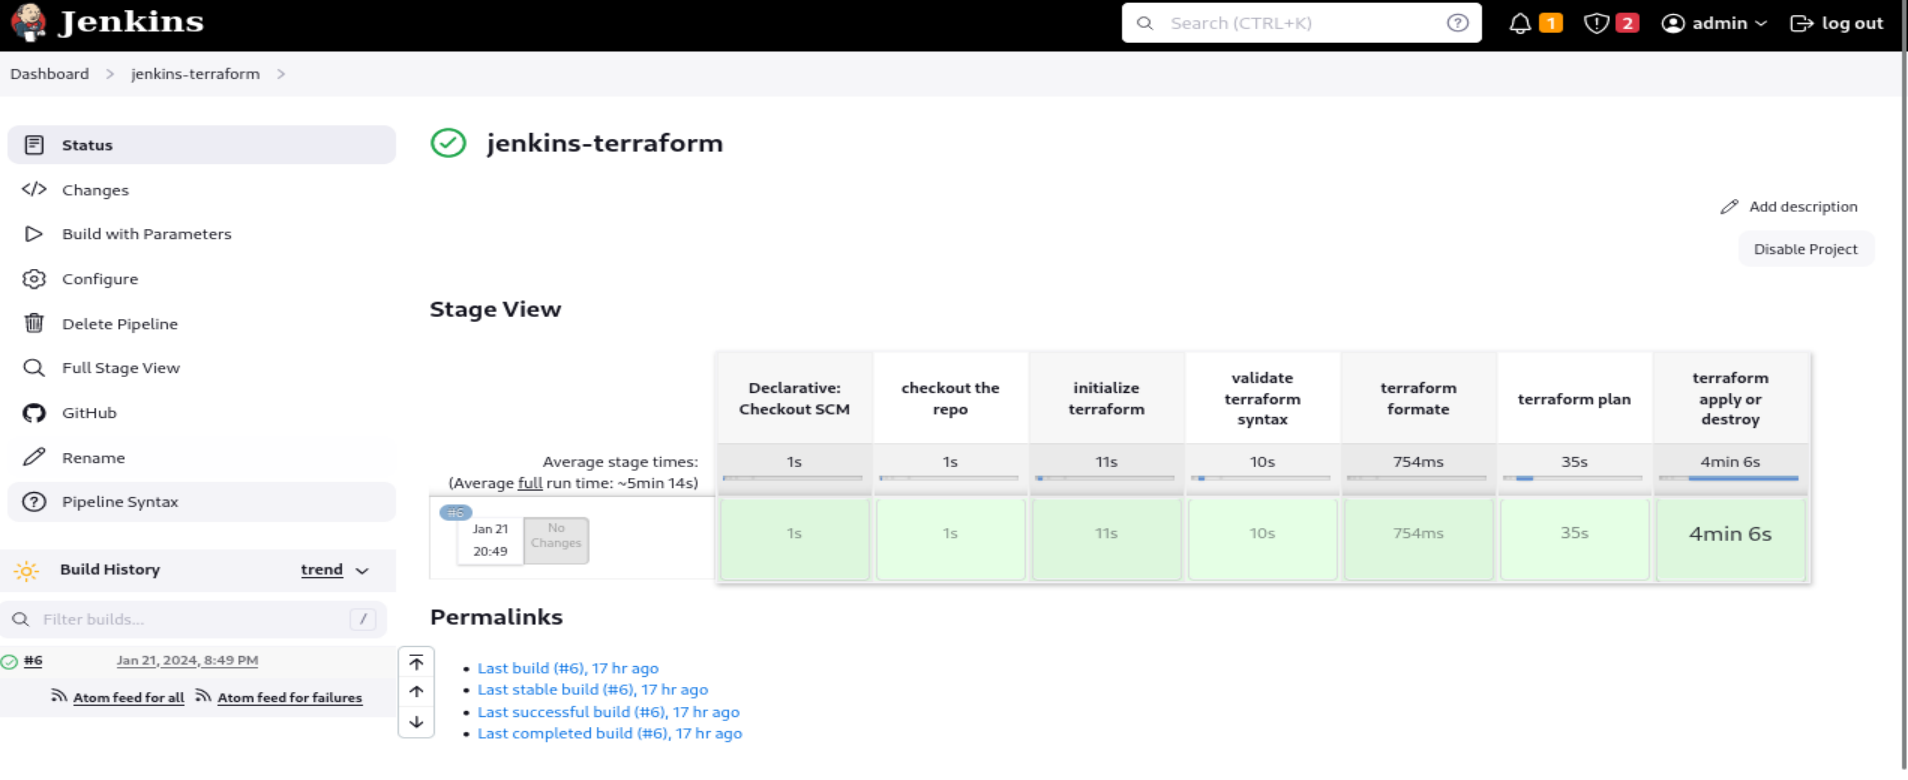 Jenkins
Search (CTRL+K)
1
2
admin
log out
Dashboard > jenkins-terraform >
Status
Changes
Build with Parameters
Configure
Delete Pipeline
Full Stage View
GitHub
Rename
Pipeline Syntax
Build History
trend
Filter builds...
/
#6
Jan 21, 2024, 8:49 PM
Atom feed for all
Atom feed for failures
jenkins-terraform
Add description
Disable Project
Stage View
Declarative:
Checkout SCM
checkout the
repo
initialize
terraform
validate
terraform
syntax
terraform
formate
terraform plan
terraform
apply or
destroy
Average stage times:
(Average full run time: ~5min 14s)
1s
1s
11s
10s
754ms
35s
4min 6s
#6
Jan 21
20:49
No
Changes
1s
1s
11s
10s
754ms
35s
4min 6s
Permalinks
• Last build (#6), 17 hr ago
• Last stable build (#6), 17 hr ago
• Last successful build (#6), 17 hr ago
• Last completed build (#6), 17 hr ago